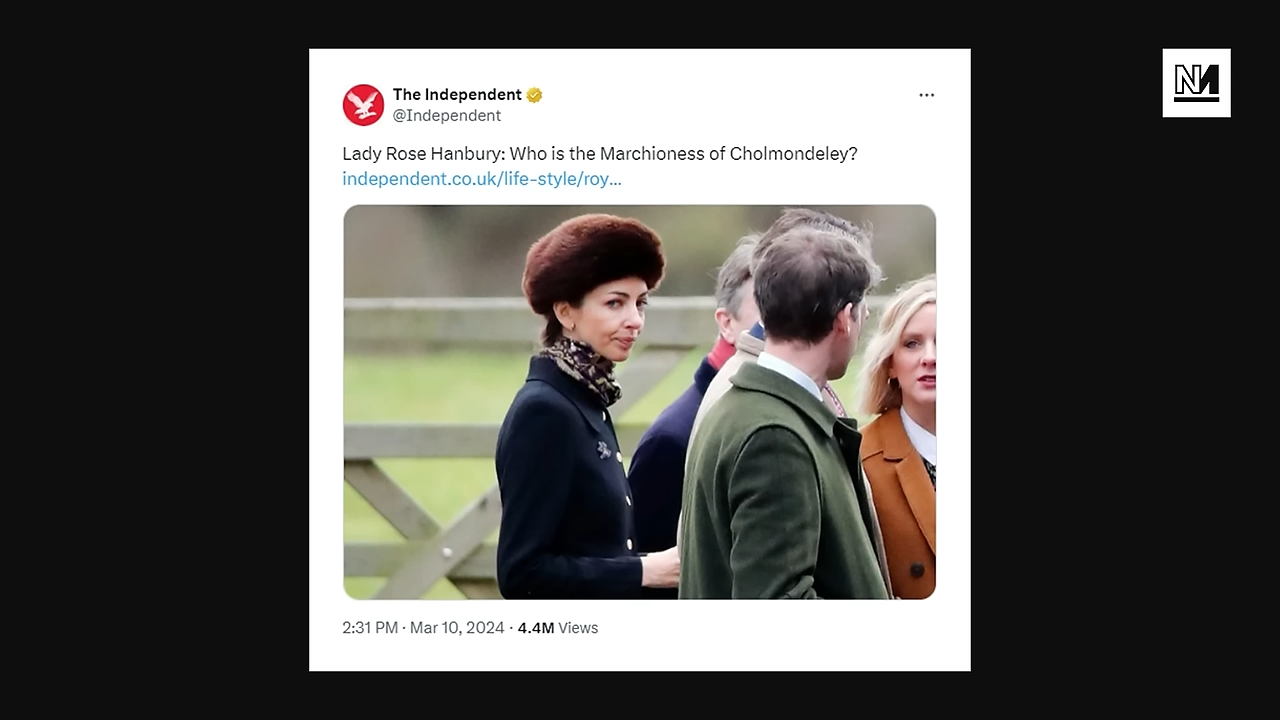 The Independent
@Independent
Lady Rose Hanbury: Who is the Marchioness of Cholmondeley?
independent.co.uk/life-style/roy...
2:31 PM · Mar 10, 2024 · 4.4M Views
NM